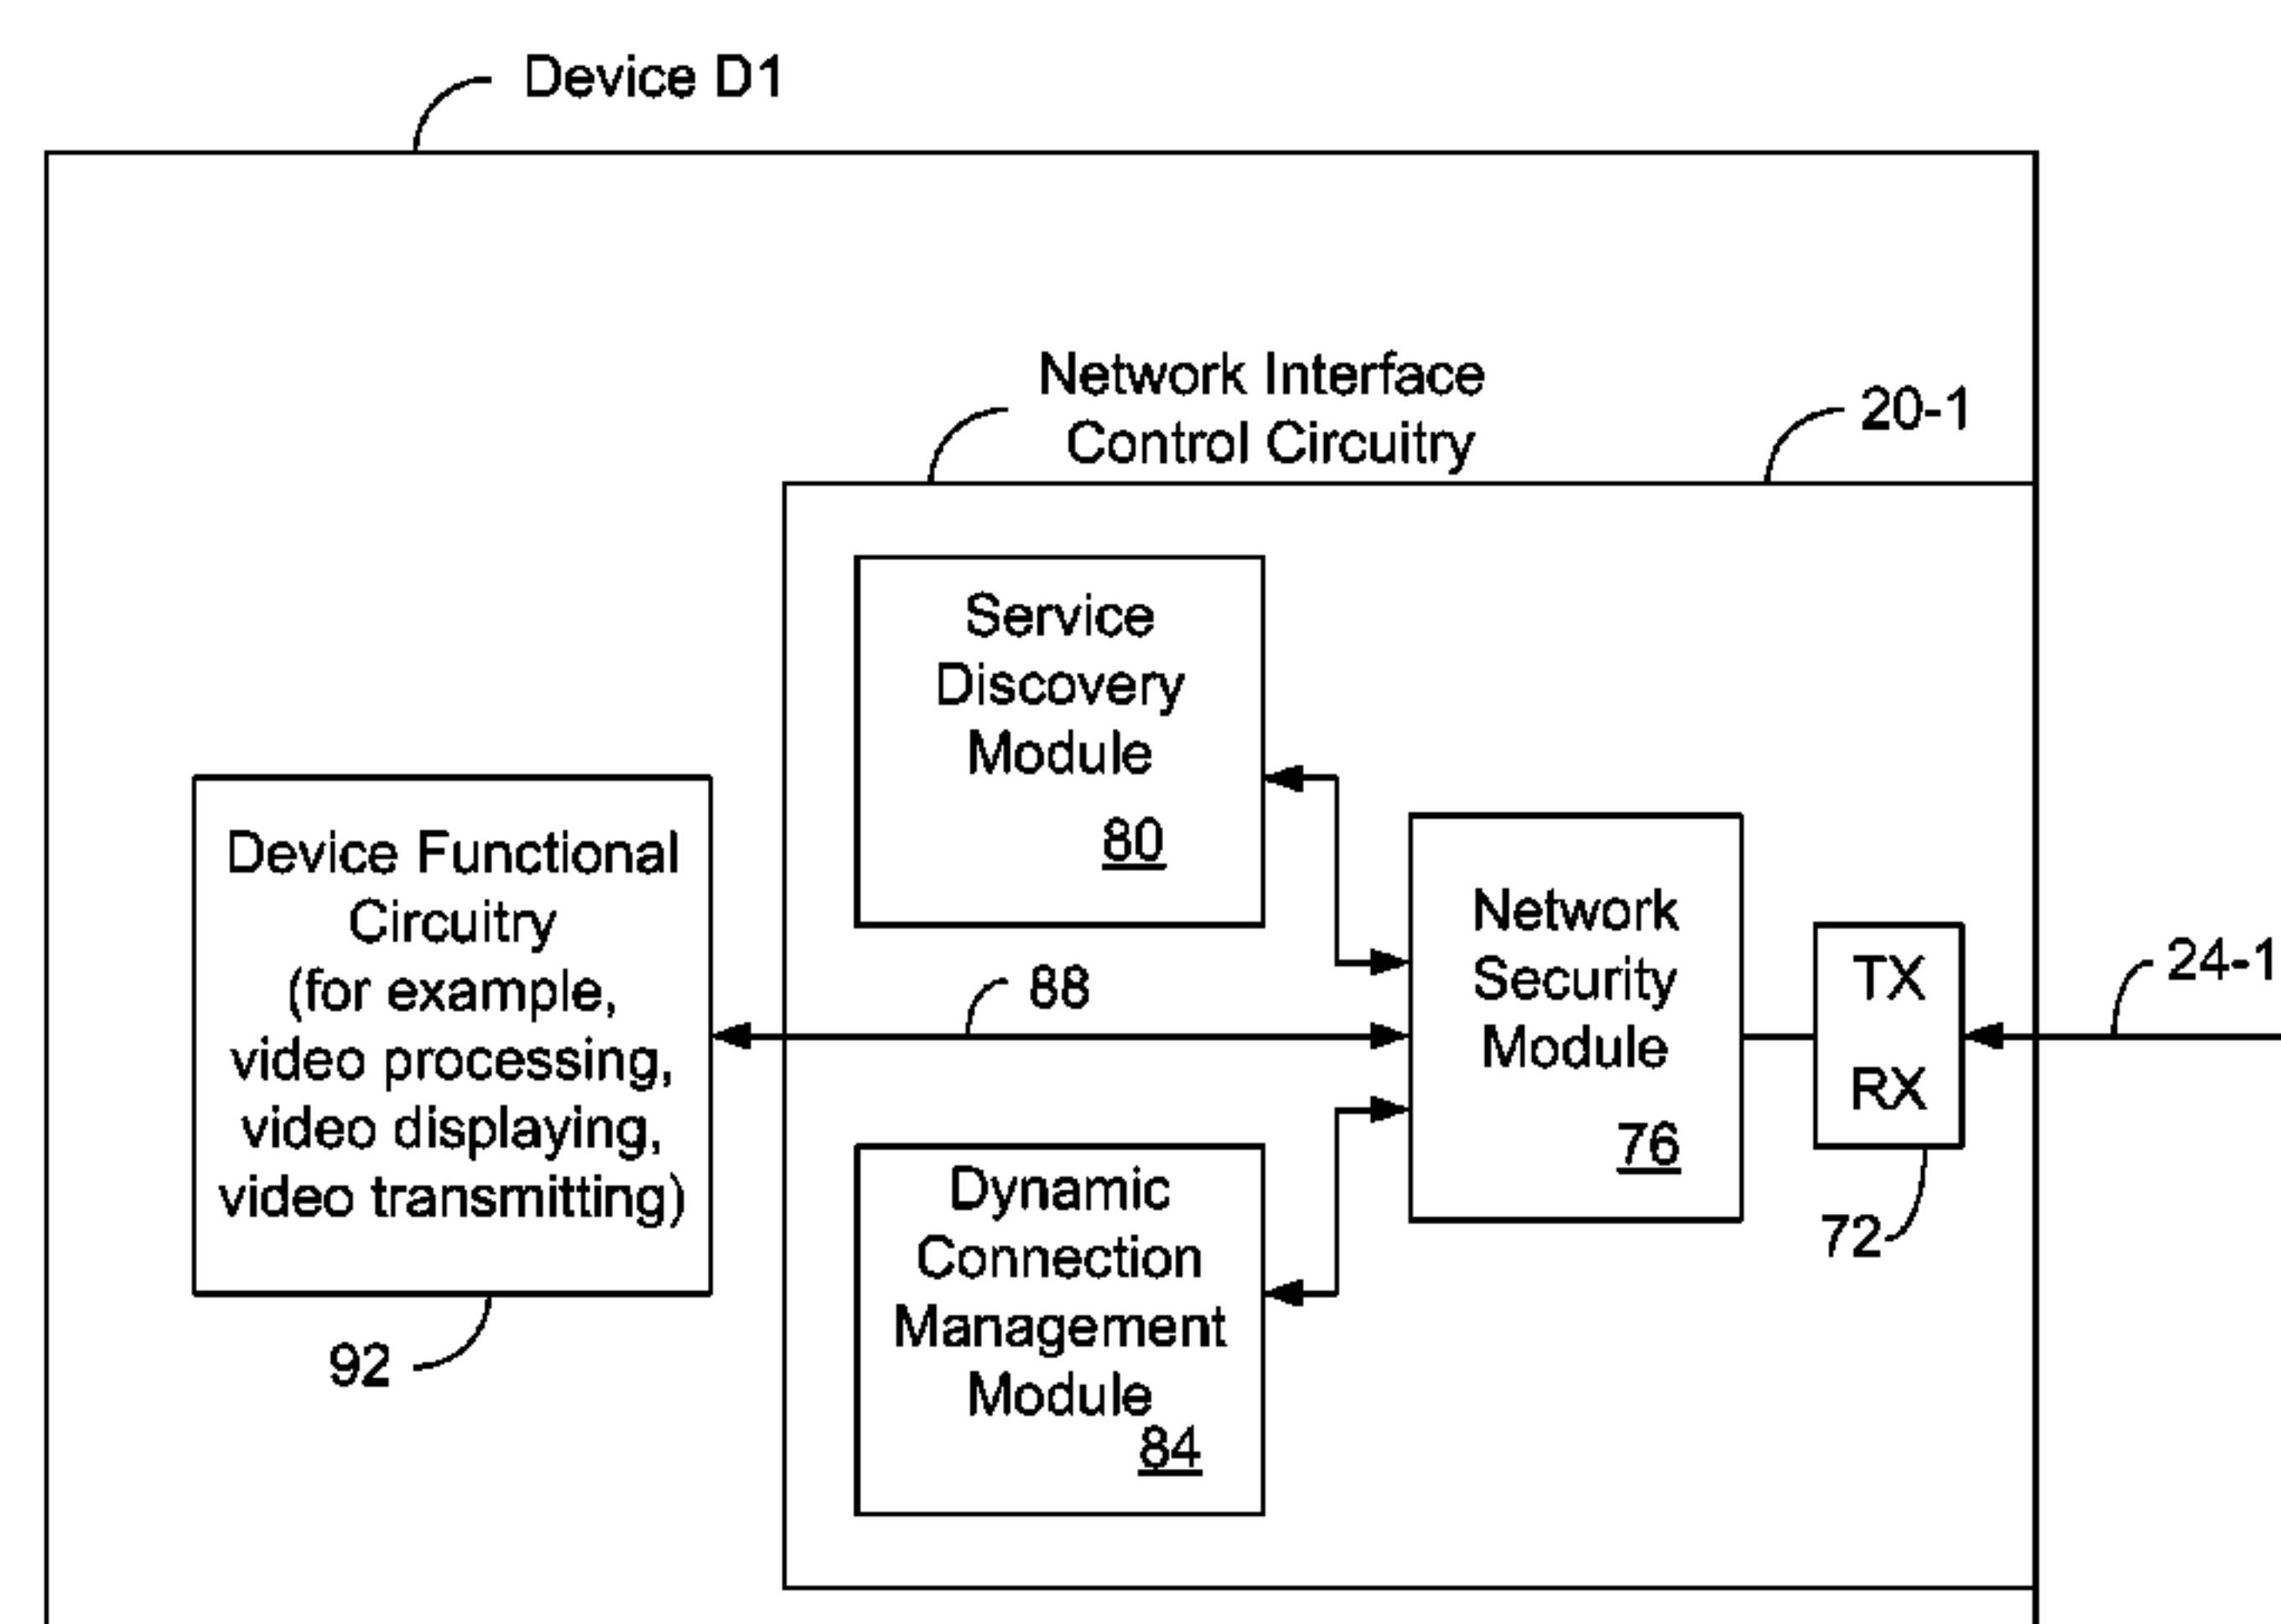 Device D1
Network Interface
Control Circuitry
20-1
Service
Discovery
Module
80
Device Functional
Circuitry
(for example,
video processing,
video displaying,
video transmitting)
92
88
Network
Security
Module
76
TX
RX
72
24-1
Dynamic
Connection
Management
Module
84